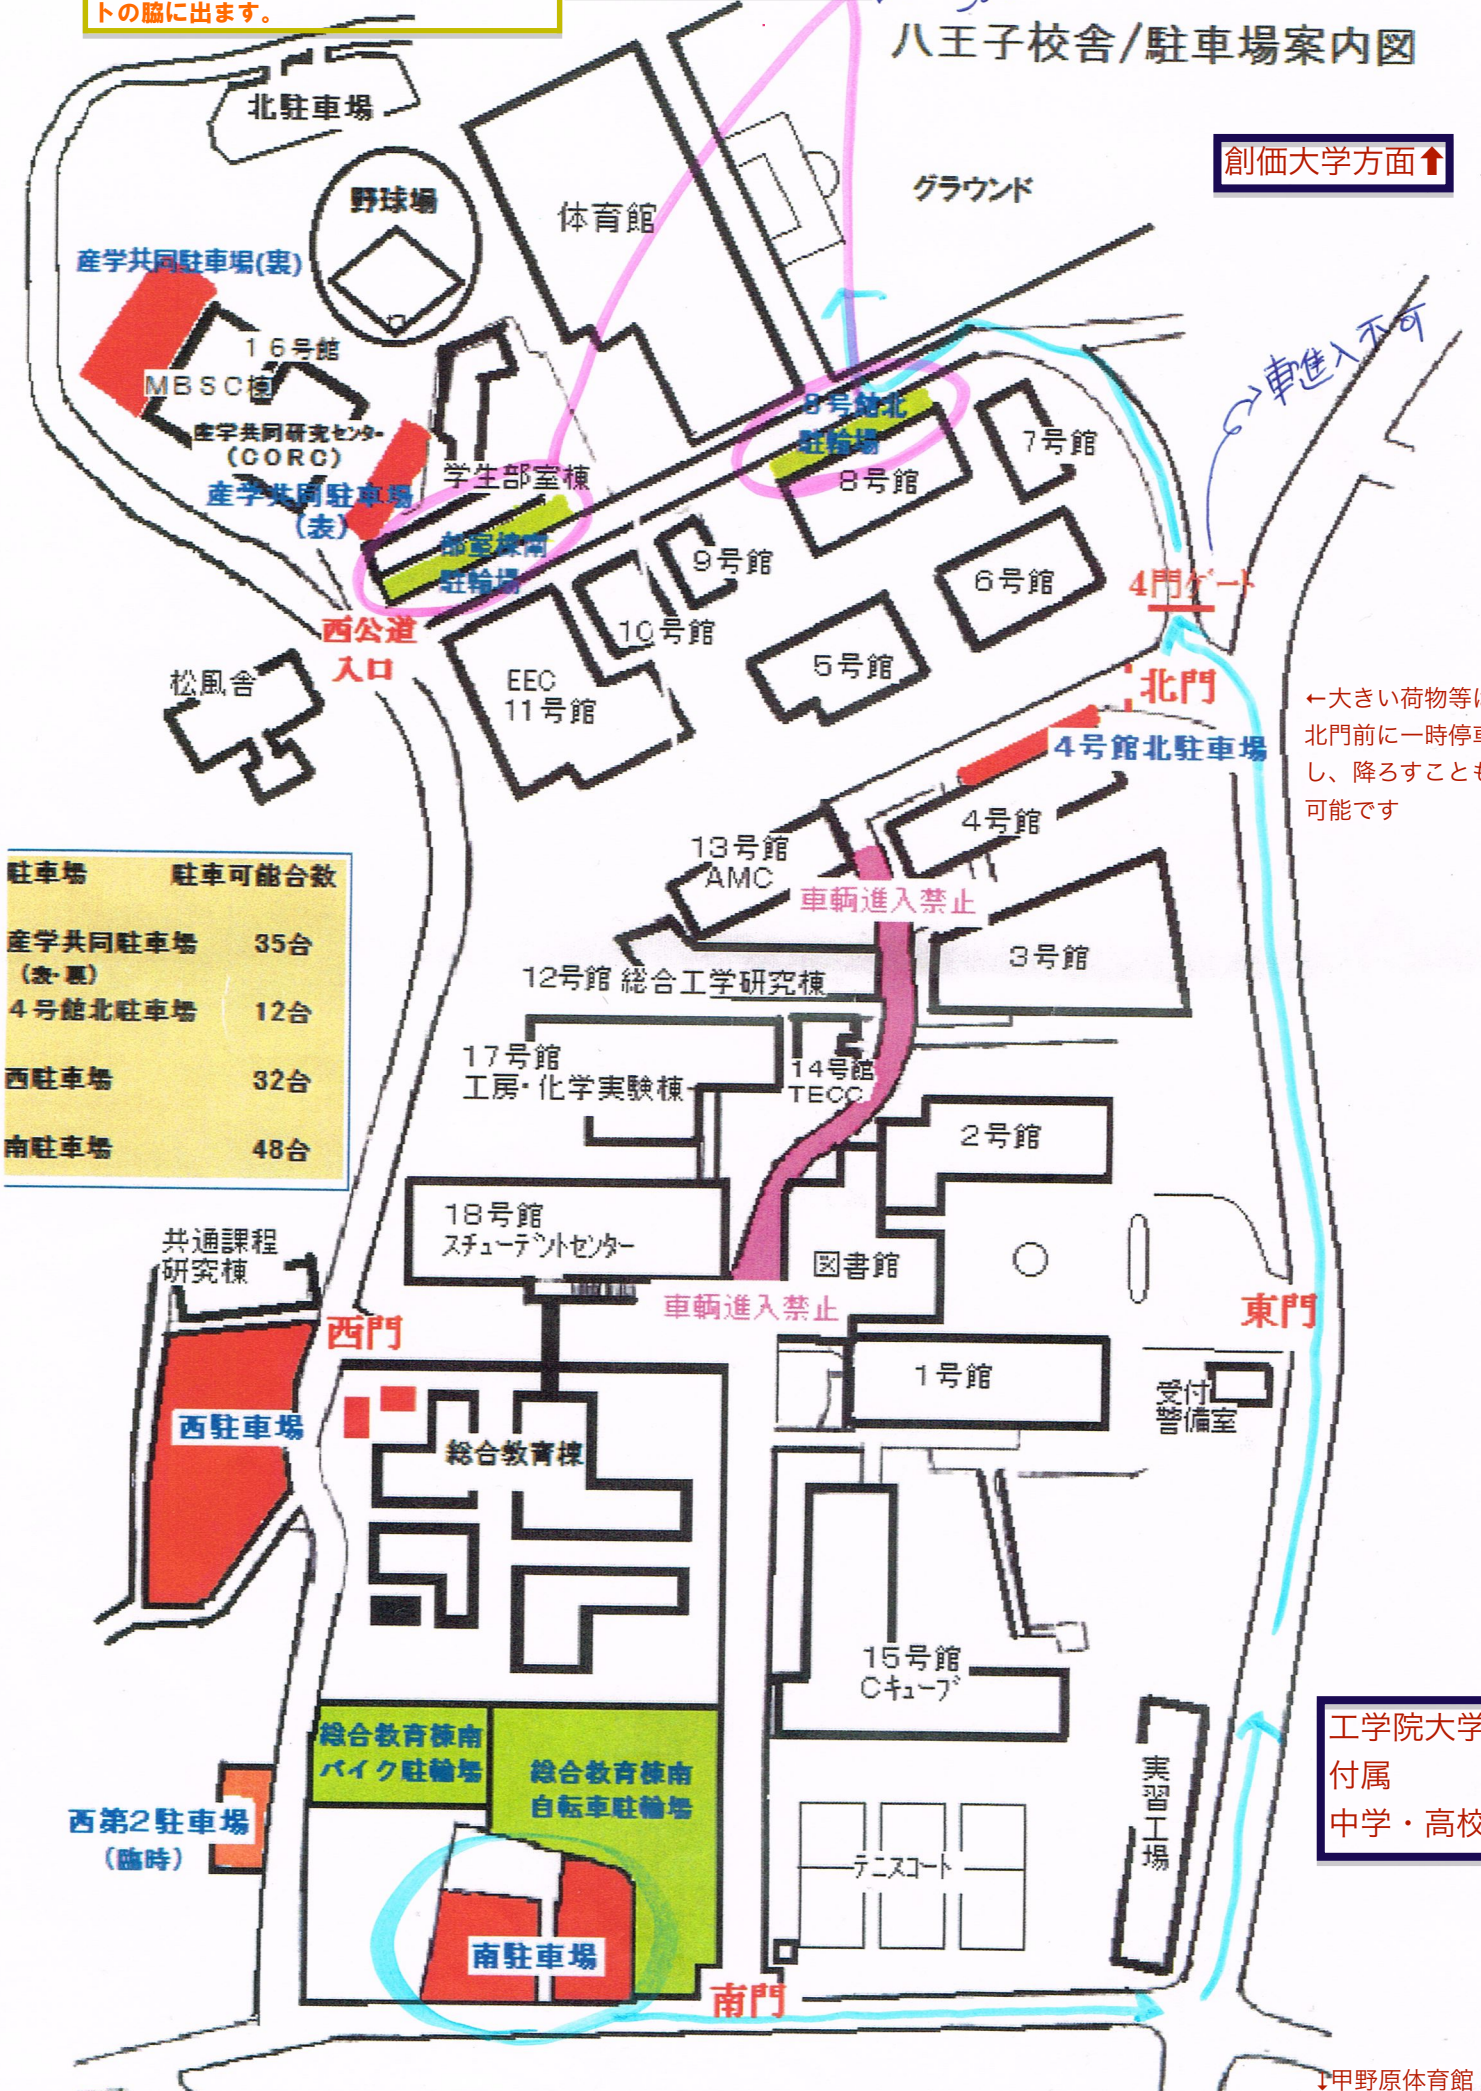 トの脇に出ます。
八王子校舎/駐車場案内図
北駐車場
創価大学方面⬆
野球場
体育館
グラウンド
産学共同駐車場(裏)
16号館
MBSC棟
車進入不可
8号館北
駐輪場
産学共同研究センター
(CORC)
7号館
学生部室棟
8号館
産学共同駐車場
(表)
部室棟南
駐輪場
9号館
6号館
4門ゲート
西公道
入口
10号館
5号館
松風舎
EEC
11号館
北門
←大きい荷物等は
北門前に一時停車
し、降ろすことも
可能です
4号館北駐車場
4号館
13号館
AMC
車輌進入禁止
駐車場 駐車可能台数
産学共同駐車場 35台
(表・裏)
4号館北駐車場 12台
西駐車場 32台
南駐車場 48台
3号館
12号館 総合工学研究棟
17号館
工房・化学実験棟
14号館
TECC
2号館
18号館
スチューデントセンター
共通課程
研究棟
図書館
車輌進入禁止
東門
西門
1号館
受付
警備室
西駐車場
総合教育棟
15号館
Cキューブ
総合教育棟南
バイク駐輪場
総合教育棟南
自転車駐輪場
工学院大学
付属
中学・高校
実習工場
西第2駐車場
(臨時)
テニスコート
南駐車場
南門
↓甲野原体育館